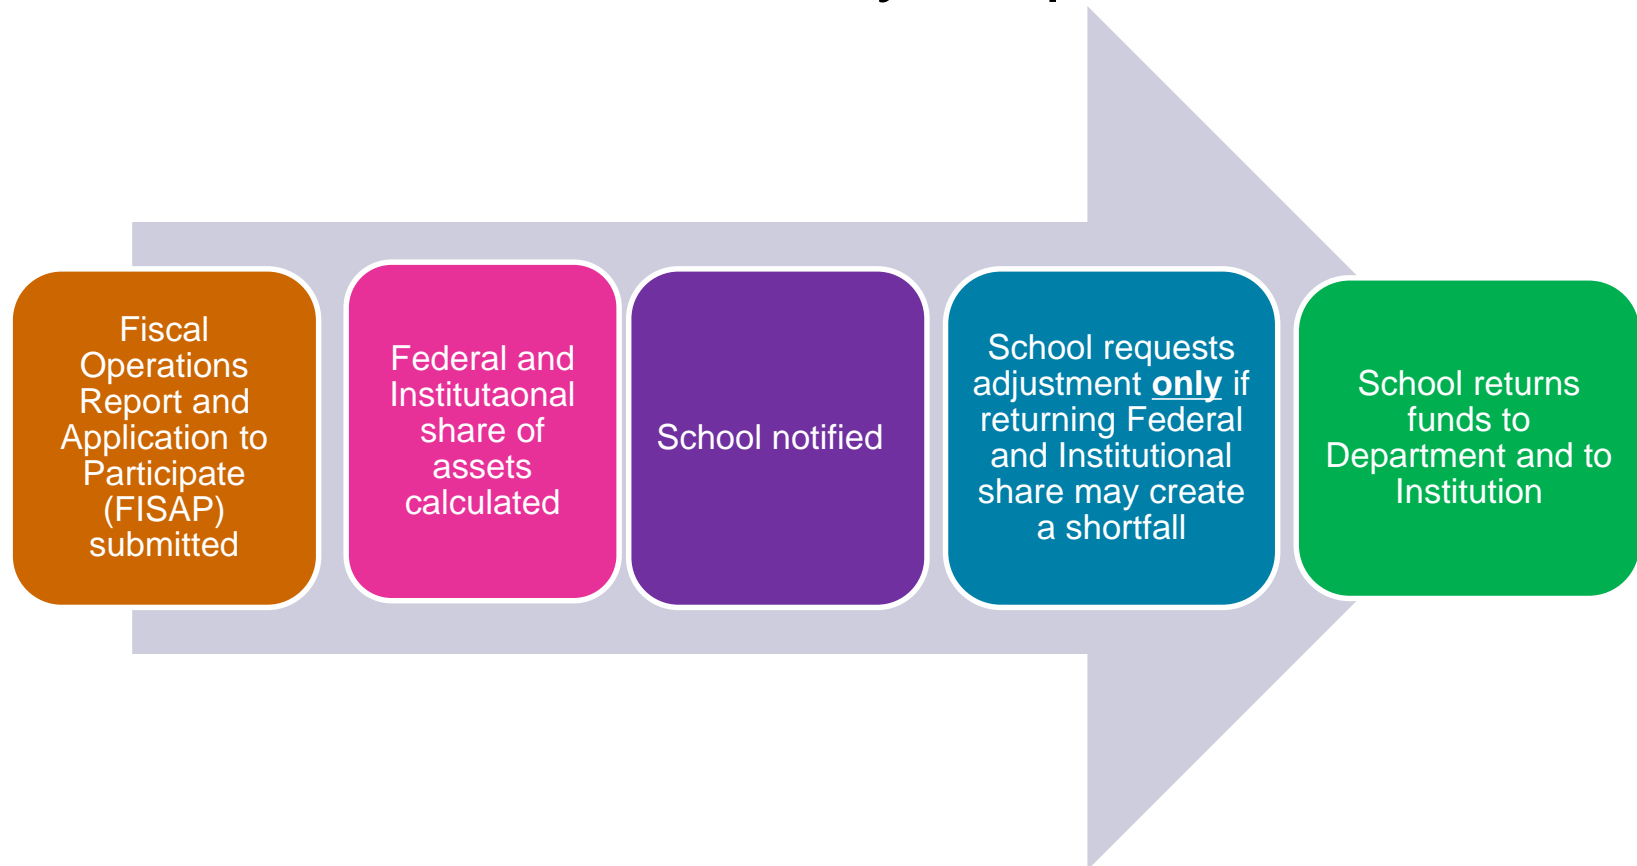 Fiscal
Operations
Report and
Application to
Participate
(FISAP)
submitted
Federal and
Institutaonal
share of
assets
calculated
School notified
School requests
adjustment only if
returning Federal
and Institutional
share may create
a shortfall
School returns
funds to
Department and to
Institution